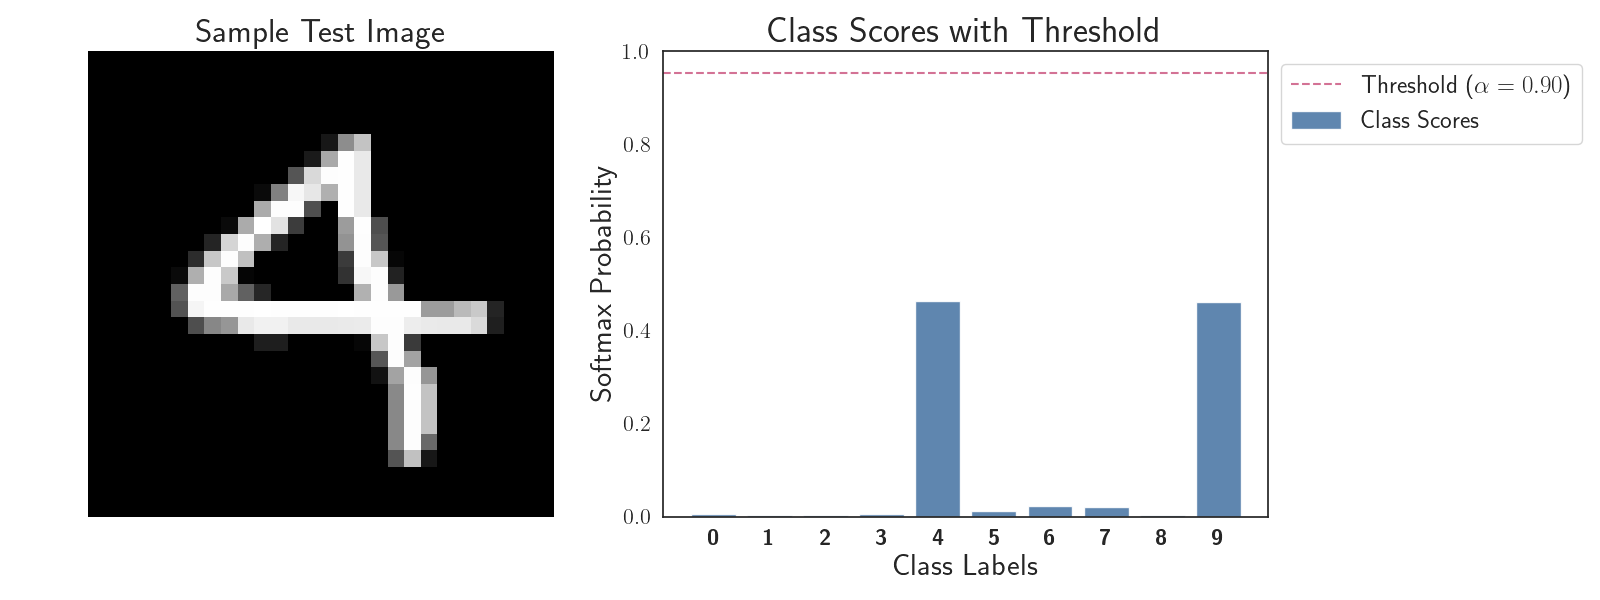 Sample Test Image
4
Class Scores with Threshold
1.0
0.8
0.6
0.4
0.2
0.0
Softmax Probability
0 1 2 3 4 5 6 7 8 9
Class Labels
Threshold (α = 0.90)
Class Scores